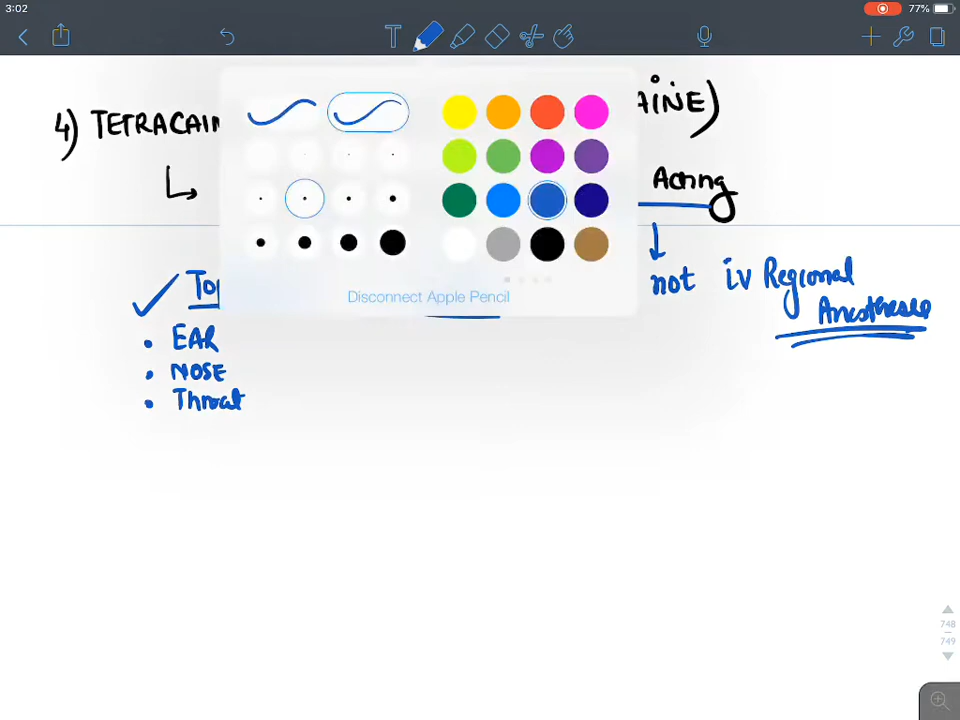 3:02 77%
T
4) TETRACAIN AINE)
Acting
Top not iv Regional
Anesthesia
• EAR
• NOSE
• Throat
Disconnect Apple Pencil
748
749